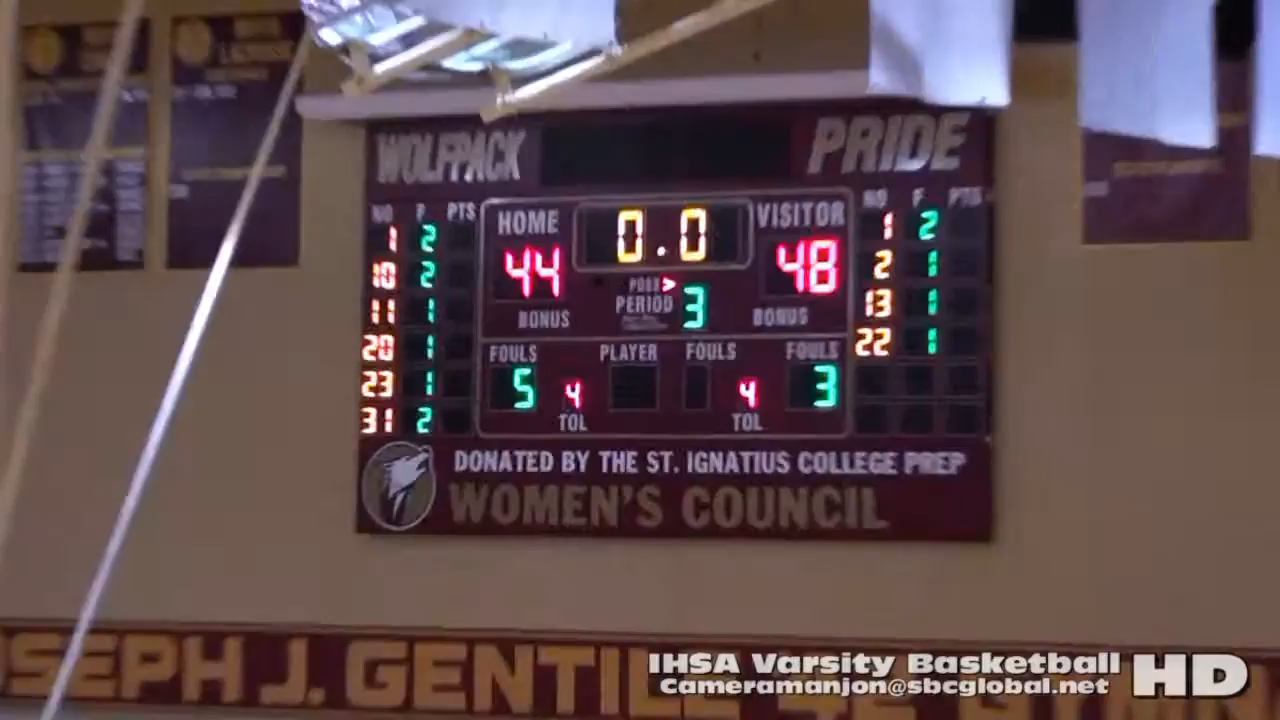 WOLFPACK PRIDE
NO F PTS HOME 0.0 VISITOR NO F PTS
1 2 44 48 1 2
10 2 POSS > 2 1
11 1 BONUS PERIOD 3 BONUS 13 1
20 1 FOULS PLAYER FOULS FOULS 22 1
23 1 5 4 4 3
31 2 TOL TOL
DONATED BY THE ST. IGNATIUS COLLEGE PREP
WOMEN'S COUNCIL
OSEPH J. GENTIL
IHSA Varsity Basketball HD
Cameramanjon@sbcglobal.net